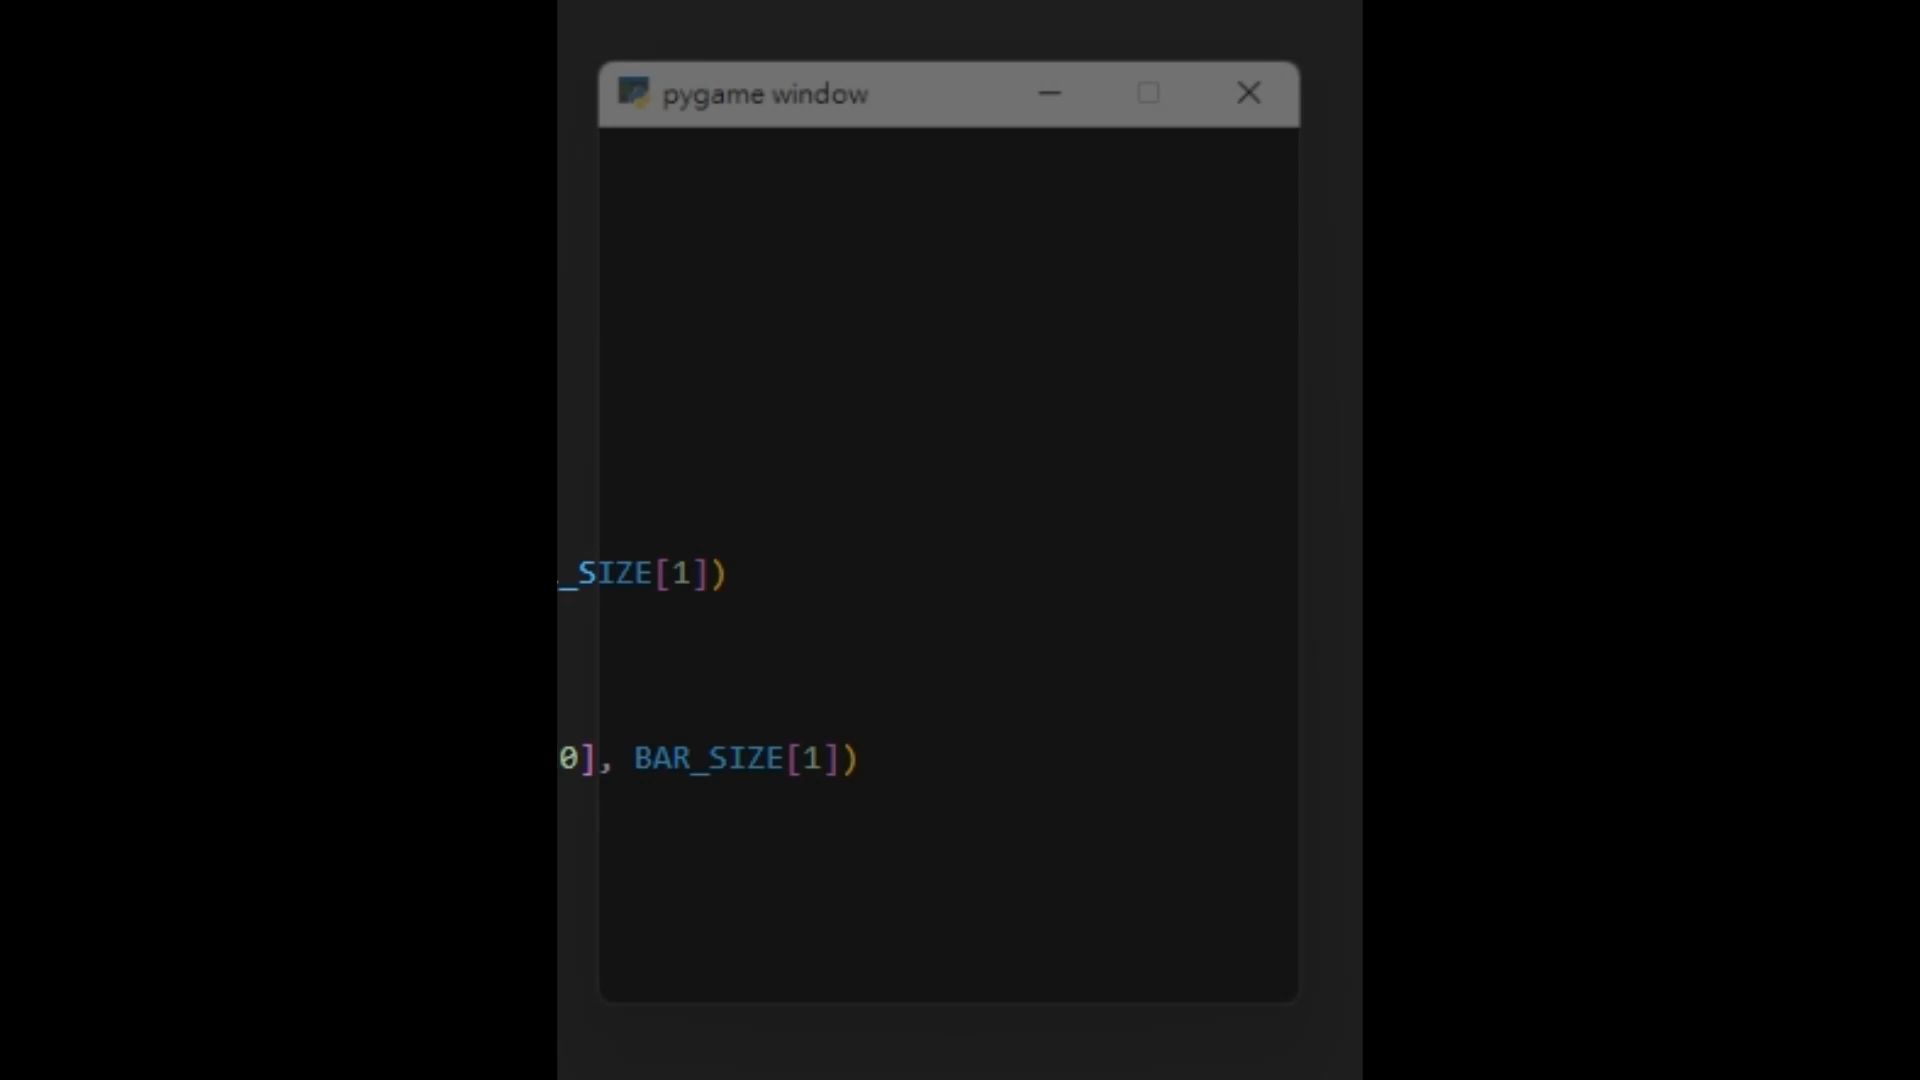 pygame window
_SIZE[1])
0], BAR_SIZE[1])